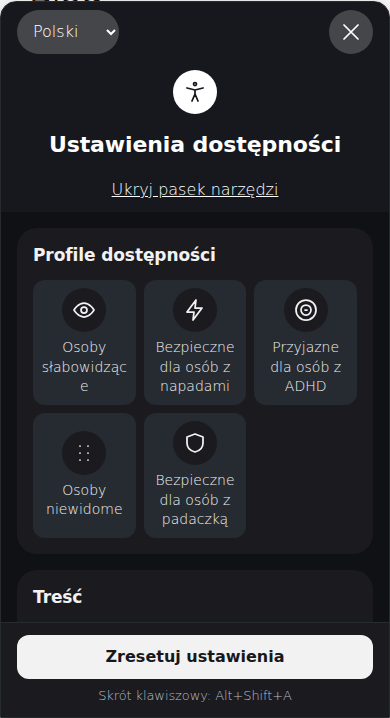 Polski
Ustawienia dostępności
Ukryj pasek narzędzi
Profile dostępności
Osoby
słabowidząc
e
Bezpieczne
dla osób z
napadami
Przyjazne
dla osób z
ADHD
Osoby
niewidome
Bezpieczne
dla osób z
padaczką
Treść
Zresetuj ustawienia
Skrót klawiszowy: Alt+Shift+A